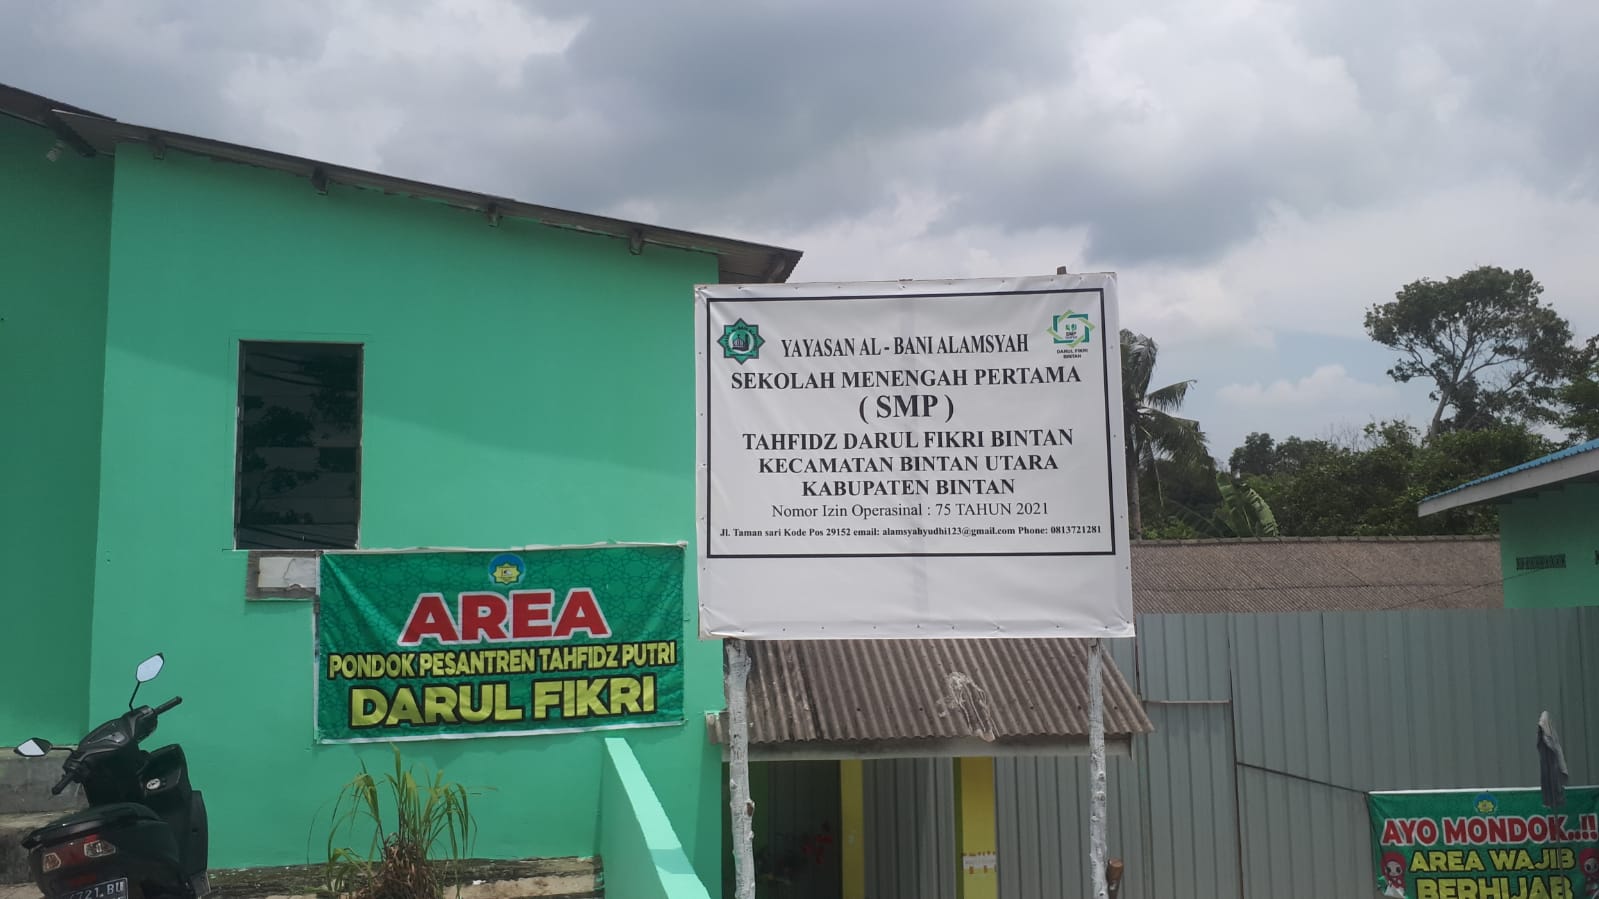 YAYASAN AL - BANI ALAMSYAH
SEKOLAH MENENGAH PERTAMA
( SMP )
TAHFIDZ DARUL FIKRI BINTAN
KECAMATAN BINTAN UTARA
KABUPATEN BINTAN
Nomor Izin Operasinal : 75 TAHUN 2021
Jl. Taman sari Kode Pos 29152 email: alamsyahyudhi123@gmail.com Phone: 0813721281
SMP
DARUL FIKRI
BINTAN
AREA
PONDOK PESANTREN TAHFIDZ PUTRI
DARUL FIKRI
AYO MONDOK..!!
AREA WAJIB
BERHIJAB